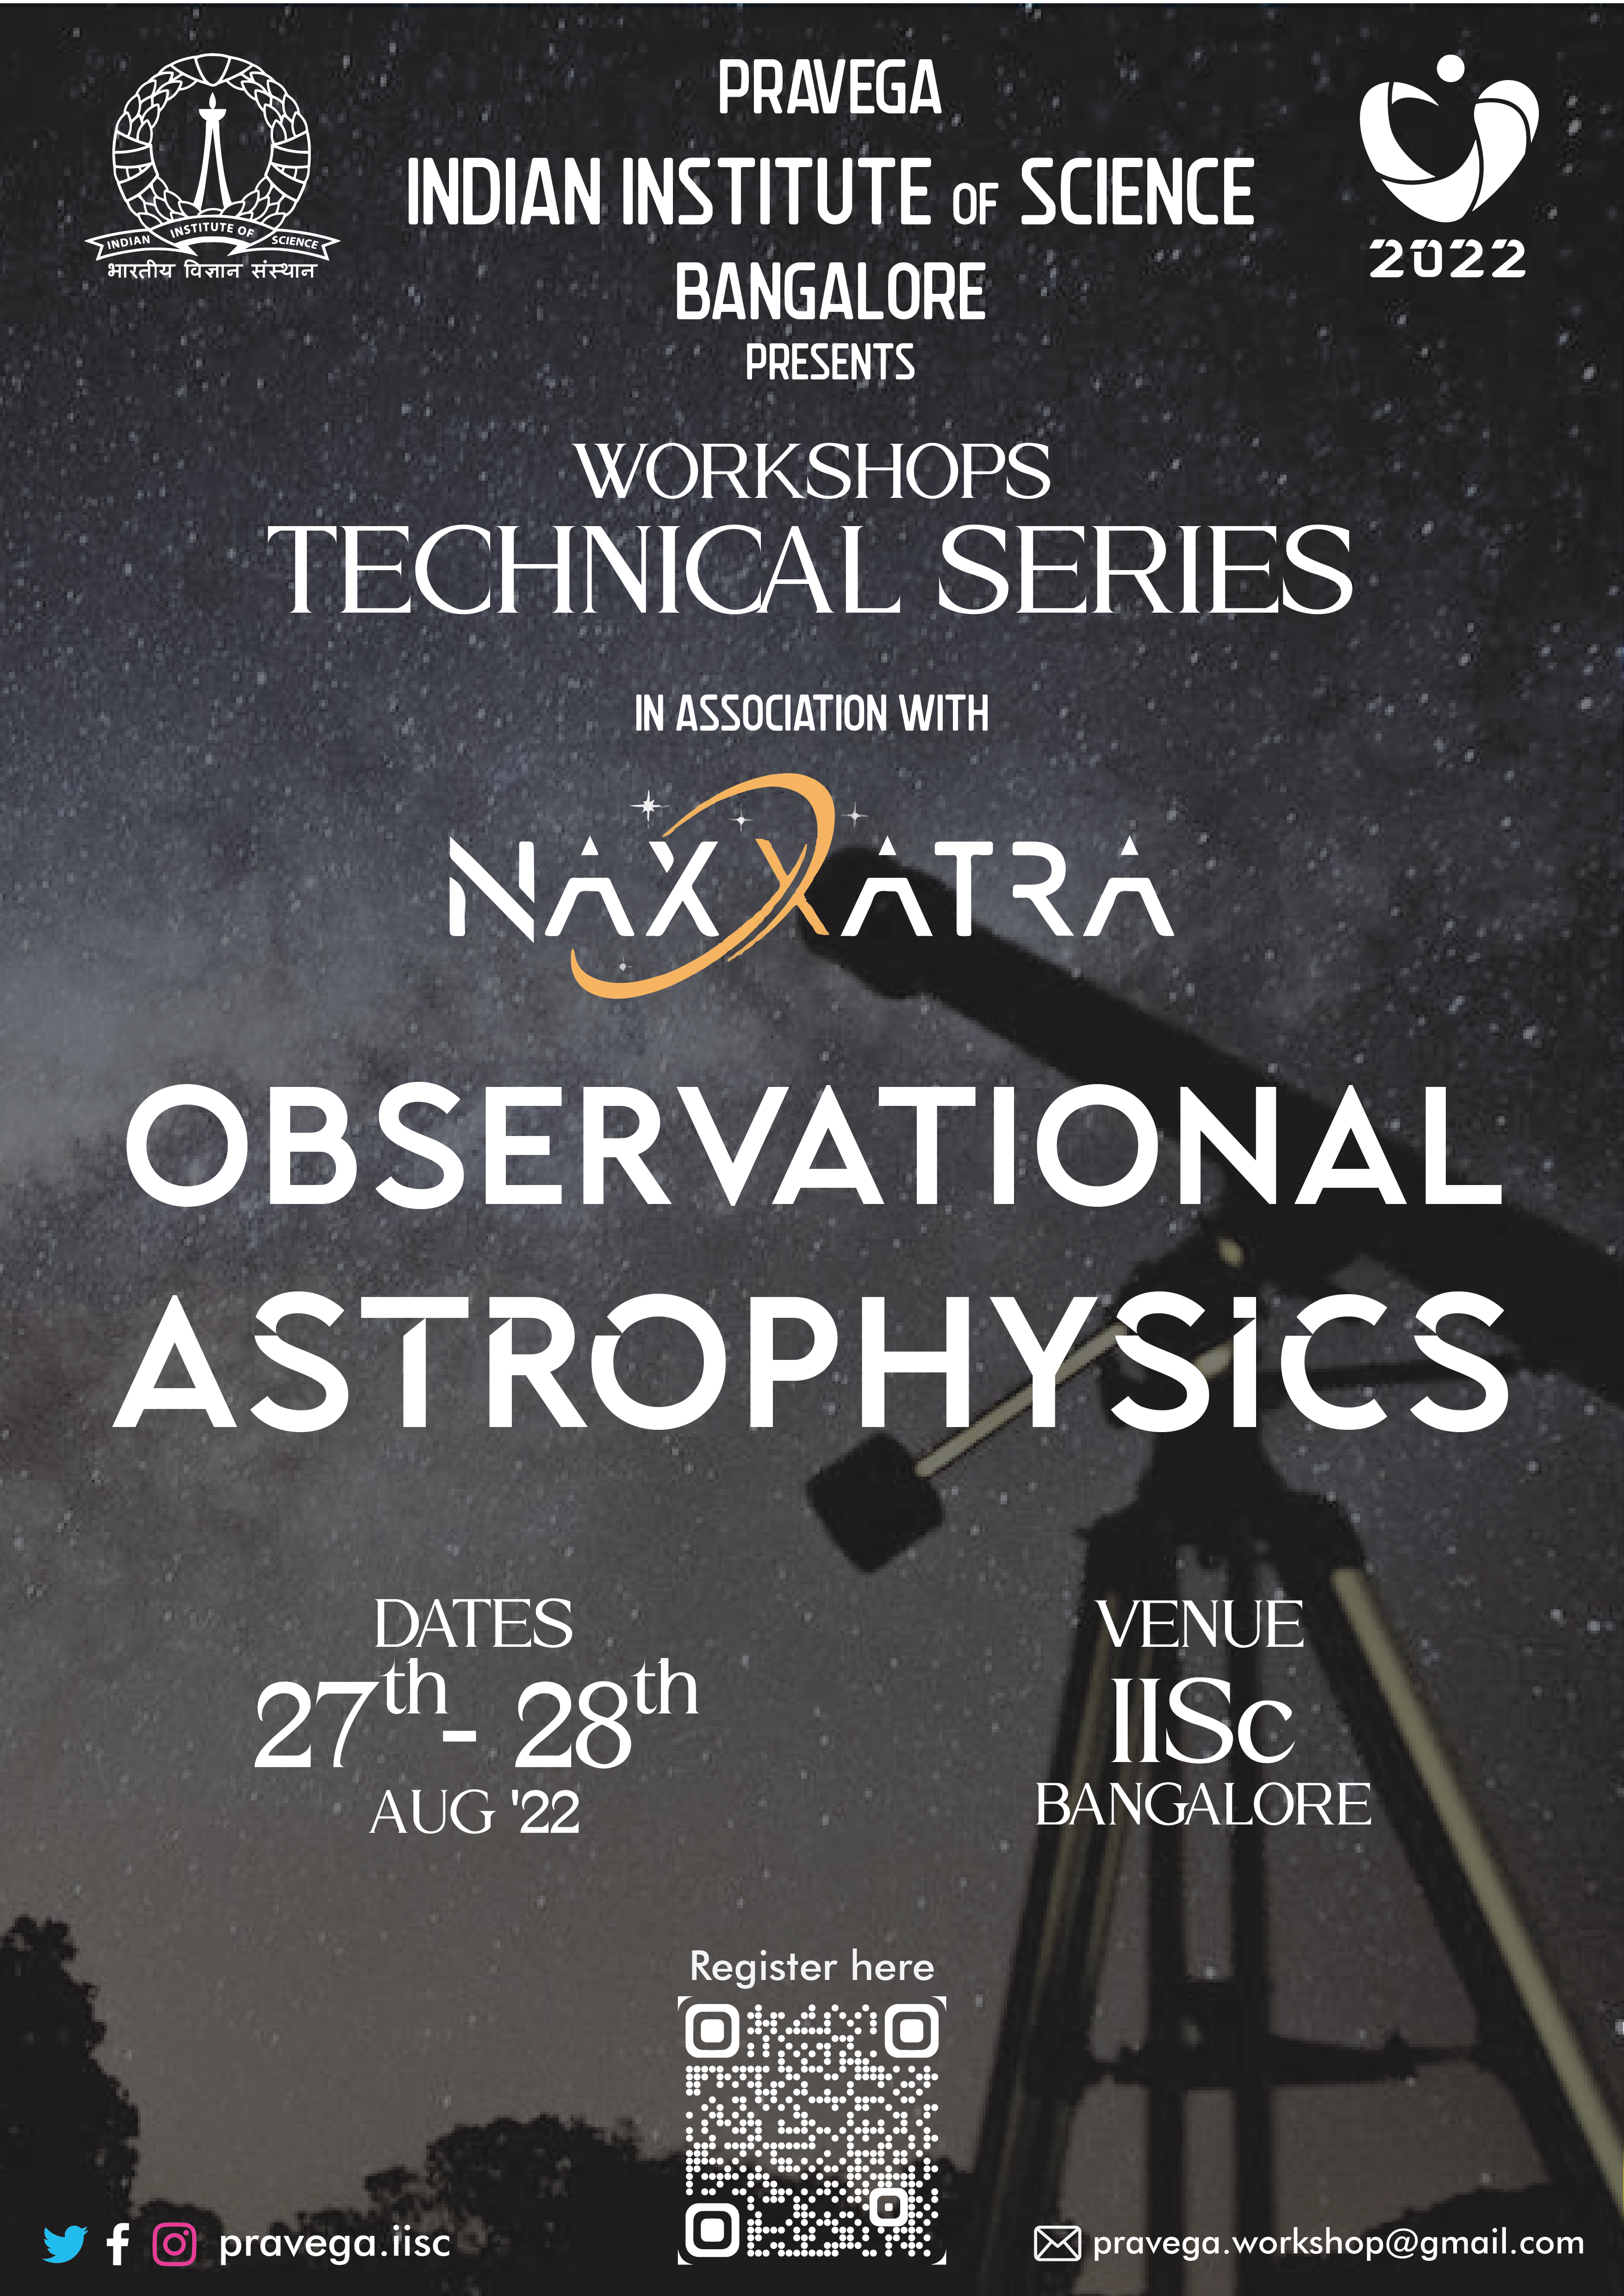 PRAVEGA
INDIAN INSTITUTE OF SCIENCE
BANGALORE
PRESENTS
INDIAN INSTITUTE OF SCIENCE
भारतीय विज्ञान संस्थान
2022
WORKSHOPS
TECHNICAL SERIES
IN ASSOCIATION WITH
NAXXATRA
OBSERVATIONAL
ASTROPHYSiCS
DATES
27th- 28th
AUG '22
VENUE
IISc
BANGALORE
Register here
pravega.iisc
pravega.workshop@gmail.com